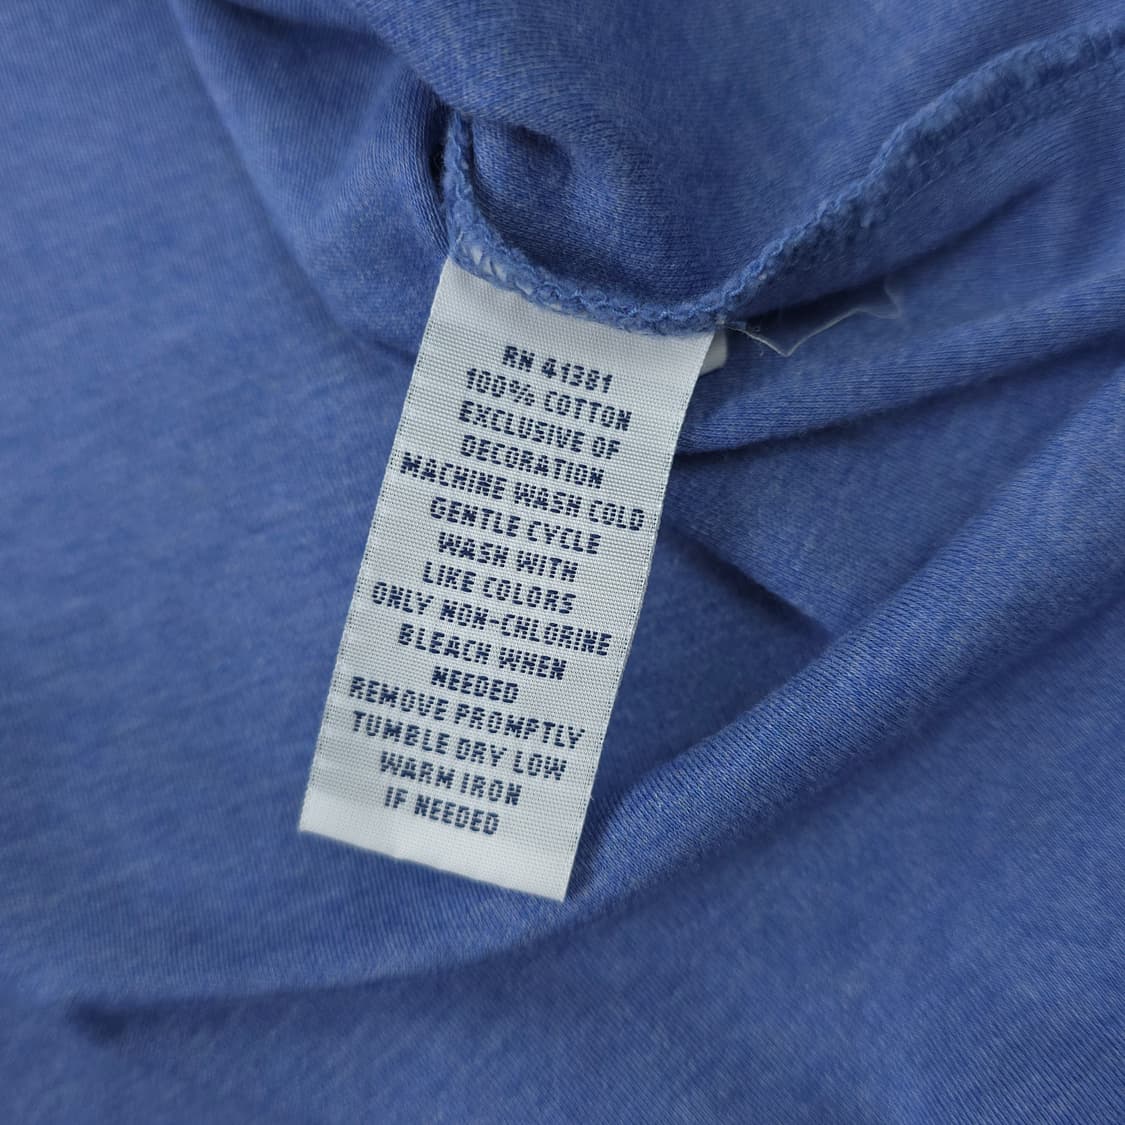 RN 41381
100% COTTON
EXCLUSIVE OF
DECORATION
MACHINE WASH COLD
GENTLE CYCLE
WASH WITH
LIKE COLORS
ONLY NON-CHLORINE
BLEACH WHEN
NEEDED
REMOVE PROMPTLY
TUMBLE DRY LOW
WARM IRON
IF NEEDED